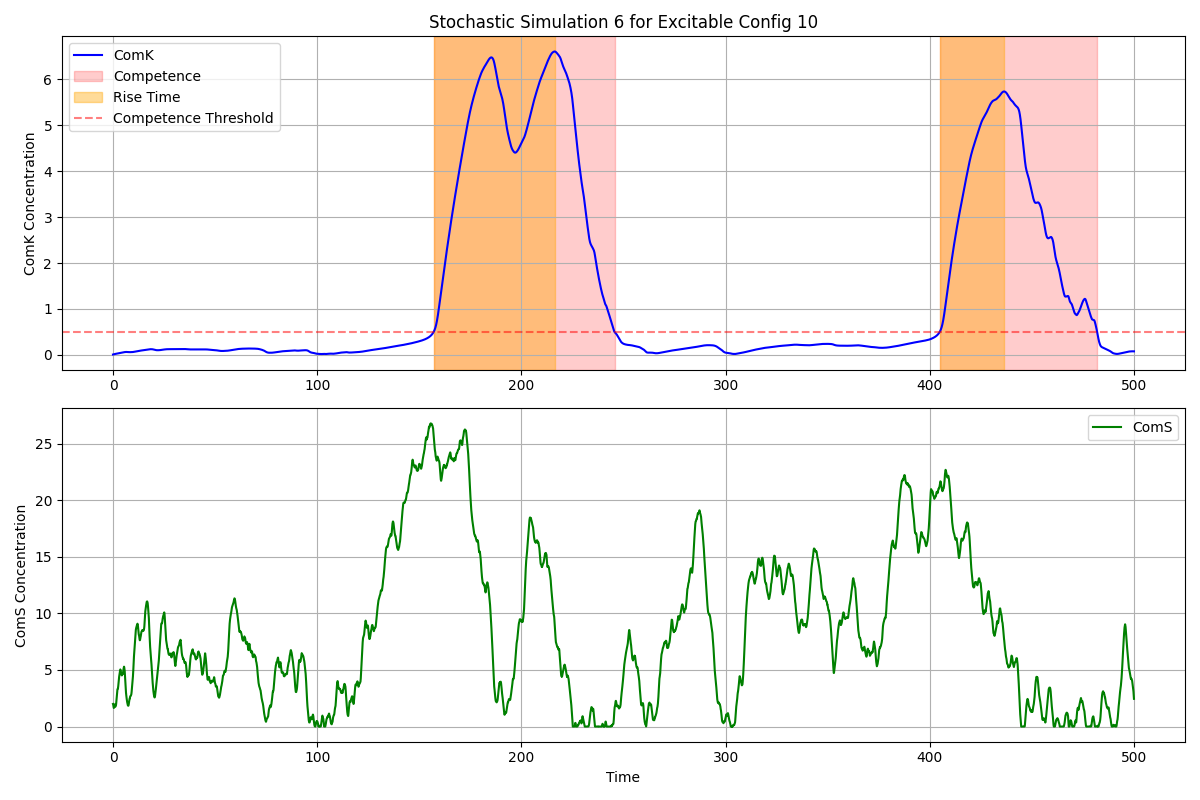 Stochastic Simulation 6 for Excitable Config 10
ComK
Competence
Rise Time
Competence Threshold
ComK Concentration
6
5
4
3
2
1
0
0 100 200 300 400 500
ComS
ComS Concentration
25
20
15
10
5
0
0 100 200 300 400 500
Time